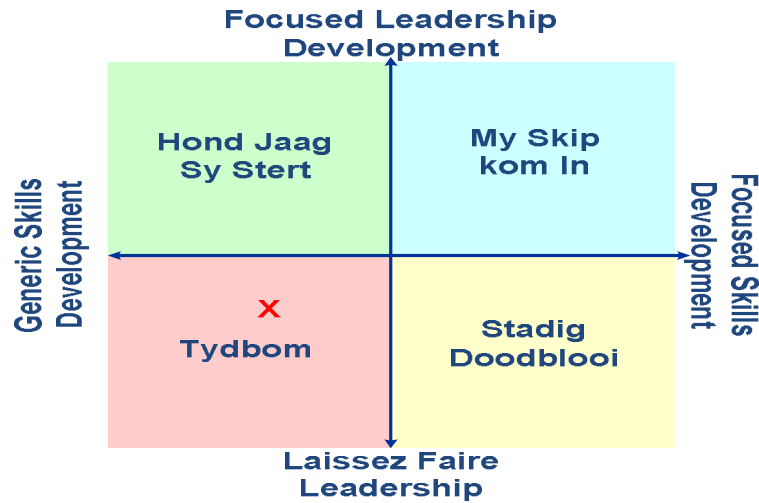 Focused Leadership
Development
Hond Jaag
Sy Stert
My Skip
kom In
Generic Skills
Development
Focused Skills
Development
X
Tydbom
Stadig
Doodblooi
Laissez Faire
Leadership